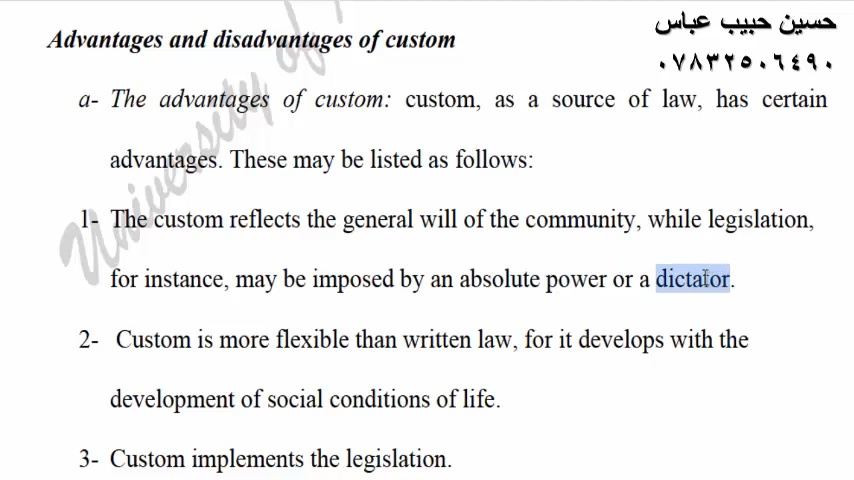 حسين حبيب عباس
٠٧٨٣٢٥٠٦٤٩٠
Advantages and disadvantages of custom
a- The advantages of custom: custom, as a source of law, has certain
advantages. These may be listed as follows:
1- The custom reflects the general will of the community, while legislation,
for instance, may be imposed by an absolute power or a dictator.
2- Custom is more flexible than written law, for it develops with the
development of social conditions of life.
3- Custom implements the legislation.
University of